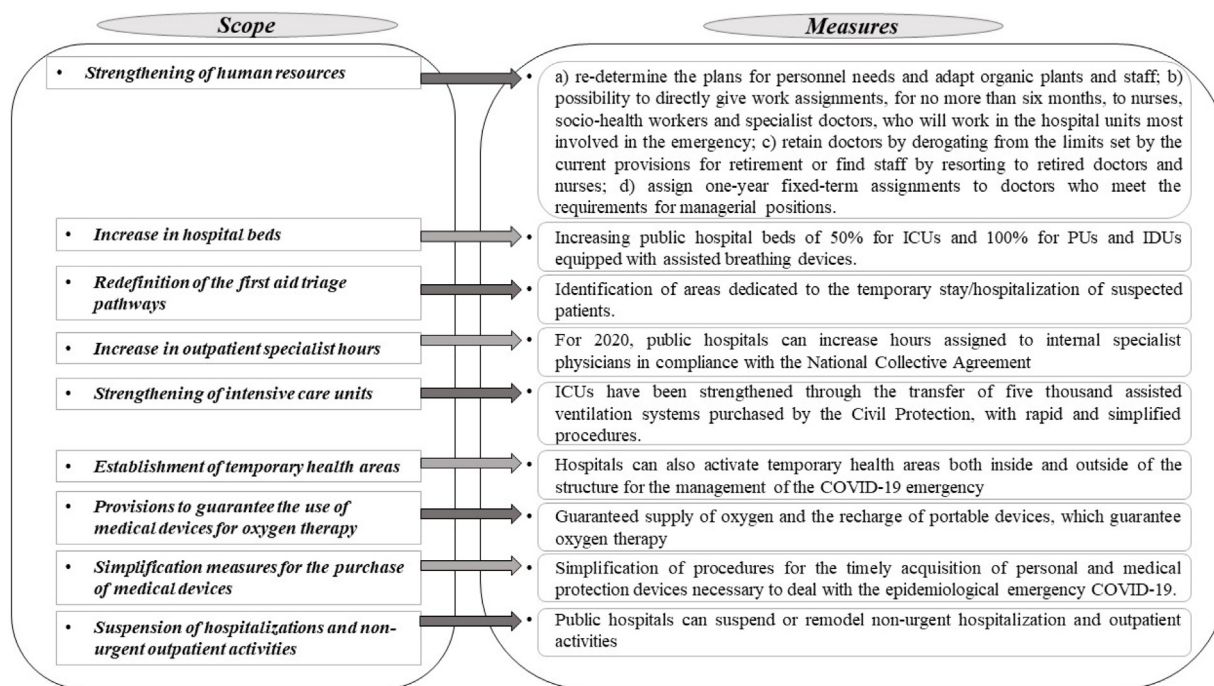 Scope
Measures
• Strengthening of human resources
• a) re-determine the plans for personnel needs and adapt organic plants and staff; b)
possibility to directly give work assignments, for no more than six months, to nurses,
socio-health workers and specialist doctors, who will work in the hospital units most
involved in the emergency; c) retain doctors by derogating from the limits set by the
current provisions for retirement or find staff by resorting to retired doctors and
nurses; d) assign one-year fixed-term assignments to doctors who meet the
requirements for managerial positions.
• Increase in hospital beds
• Increasing public hospital beds of 50% for ICUs and 100% for PUs and IDUs
equipped with assisted breathing devices.
• Redefinition of the first aid triage
pathways
• Identification of areas dedicated to the temporary stay/hospitalization of suspected
patients.
• Increase in outpatient specialist hours
• For 2020, public hospitals can increase hours assigned to internal specialist
physicians in compliance with the National Collective Agreement
• Strengthening of intensive care units
• ICUs have been strengthened through the transfer of five thousand assisted
ventilation systems purchased by the Civil Protection, with rapid and simplified
procedures.
• Establishment of temporary health areas
• Hospitals can also activate temporary health areas both inside and outside of the
structure for the management of the COVID-19 emergency
• Provisions to guarantee the use of
medical devices for oxygen therapy
• Guaranteed supply of oxygen and the recharge of portable devices, which guarantee
oxygen therapy
• Simplification measures for the purchase
of medical devices
• Simplification of procedures for the timely acquisition of personal and medical
protection devices necessary to deal with the epidemiological emergency COVID-19.
• Suspension of hospitalizations and non-
urgent outpatient activities
• Public hospitals can suspend or remodel non-urgent hospitalization and outpatient
activities